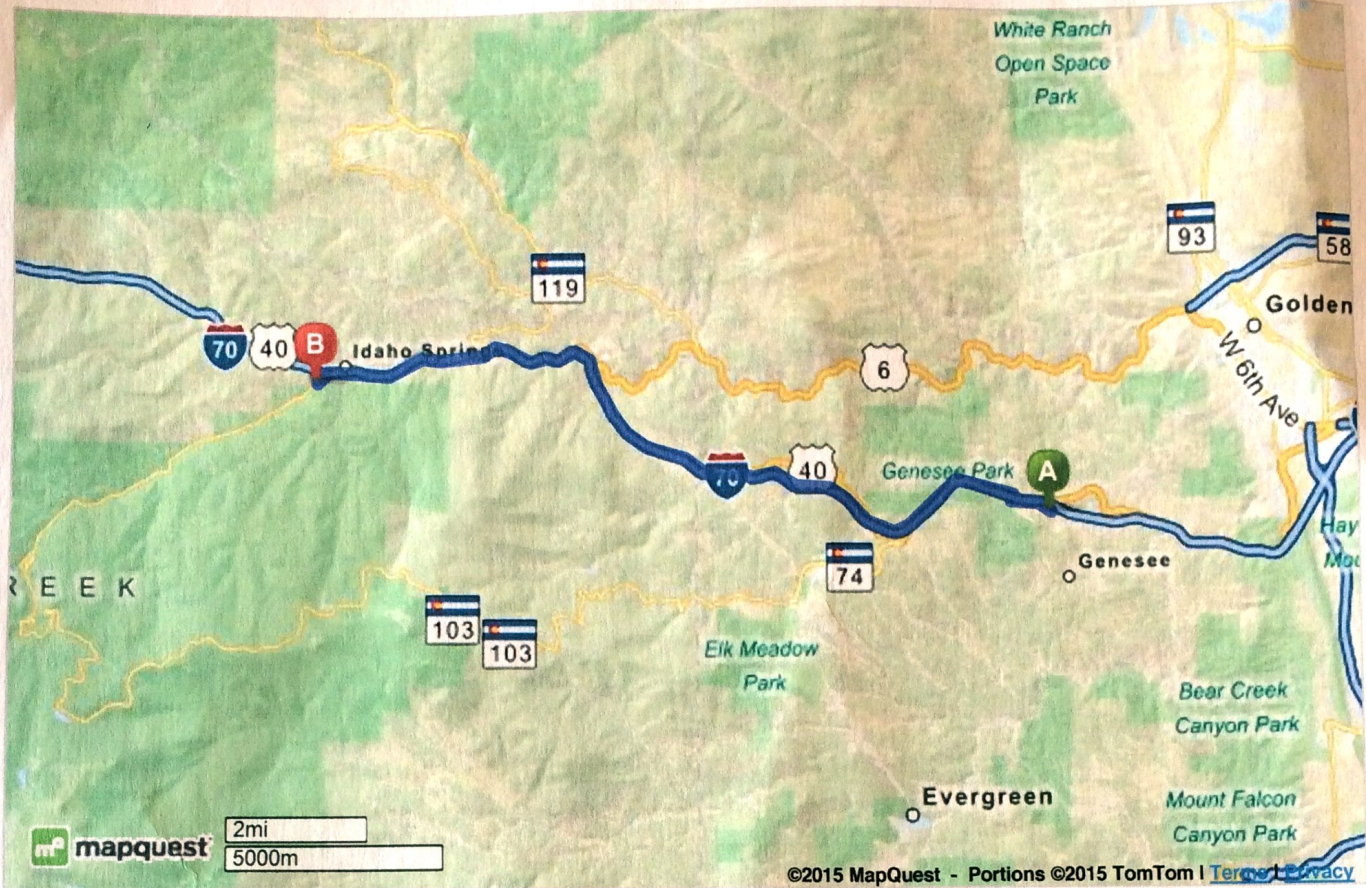 White Ranch
Open Space
Park
93
58
119
Golden
70
40
B
Idaho Springs
6
W 6th Ave
40
70
Genesee Park
A
74
Genesee
Hay
REEK
103
103
Elk Meadow
Park
Bear Creek
Canyon Park
Evergreen
Mount Falcon
Canyon Park
2mi
mapquest
5000m
©2015 MapQuest - Portions ©2015 TomTom | Terms | Privacy